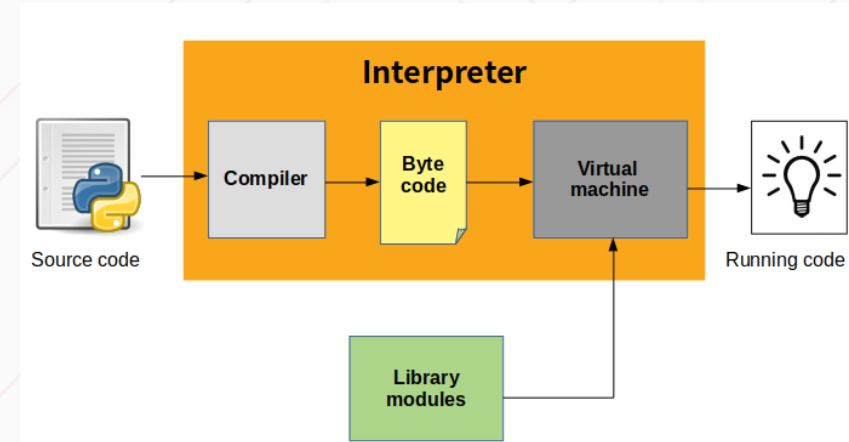 Interpreter
Source code
Compiler
Byte
code
Virtual
machine
Running code
Library
modules